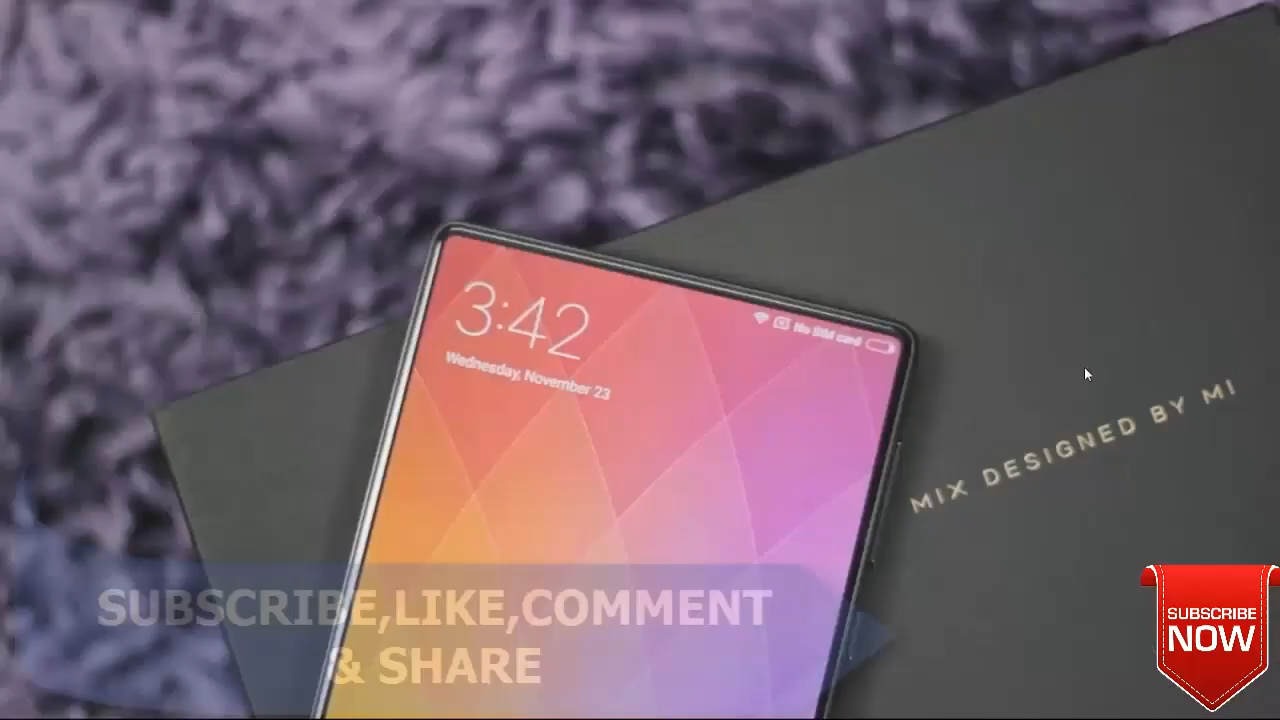 3:42
Wednesday, November 23
No SIM card
MIX DESIGNED BY MI
SUBSCRIBE,LIKE,COMMENT
& SHARE
SUBSCRIBE
NOW